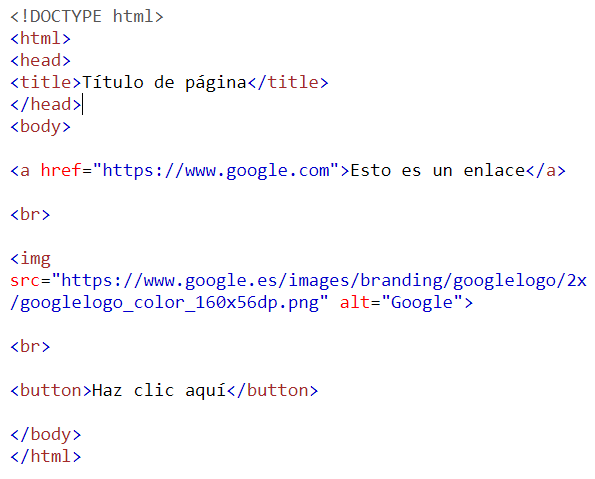 <!DOCTYPE html>
<html>
<head>
<title>Título de página</title>
</head>
<body>
<a href="https://www.google.com">Esto es un enlace</a>
<br>
<img
src="https://www.google.es/images/branding/googlelogo/2x
/googlelogo_color_160x56dp.png" alt="Google">
<br>
<button>Haz clic aquí</button>
</body>
</html>